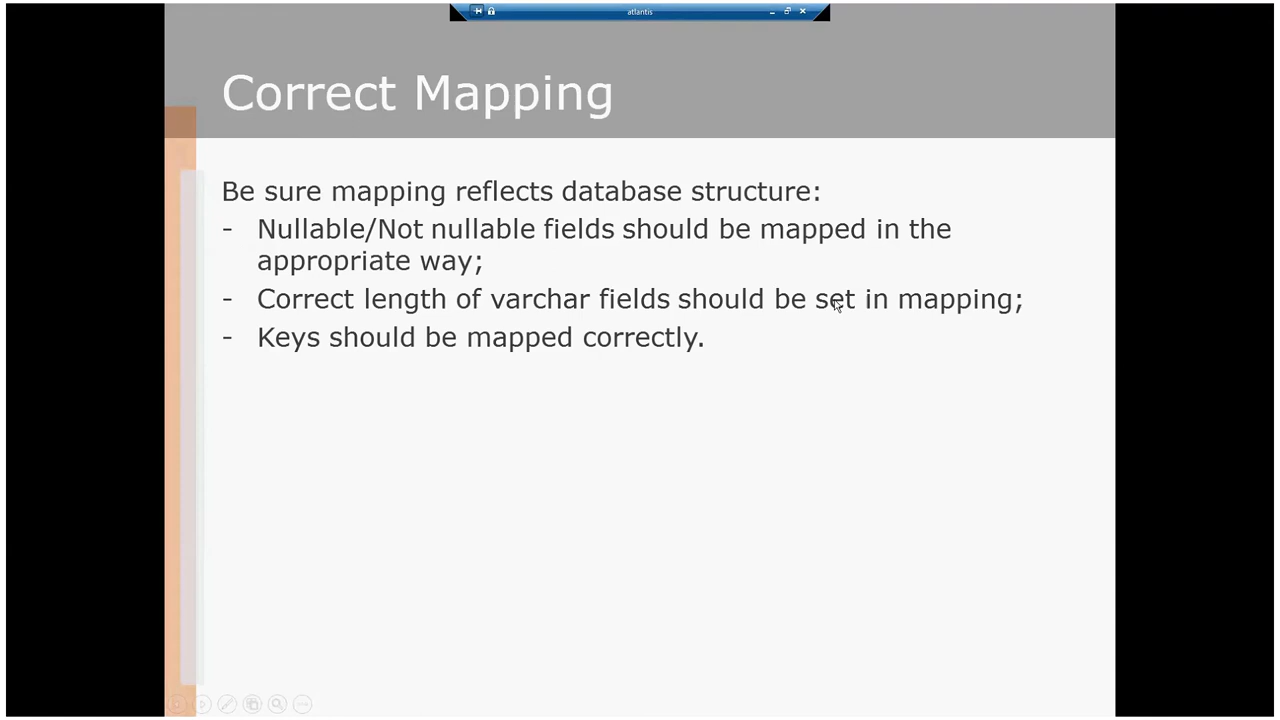 atlantis
Correct Mapping
Be sure mapping reflects database structure:
- Nullable/Not nullable fields should be mapped in the
appropriate way;
- Correct length of varchar fields should be set in mapping;
- Keys should be mapped correctly.